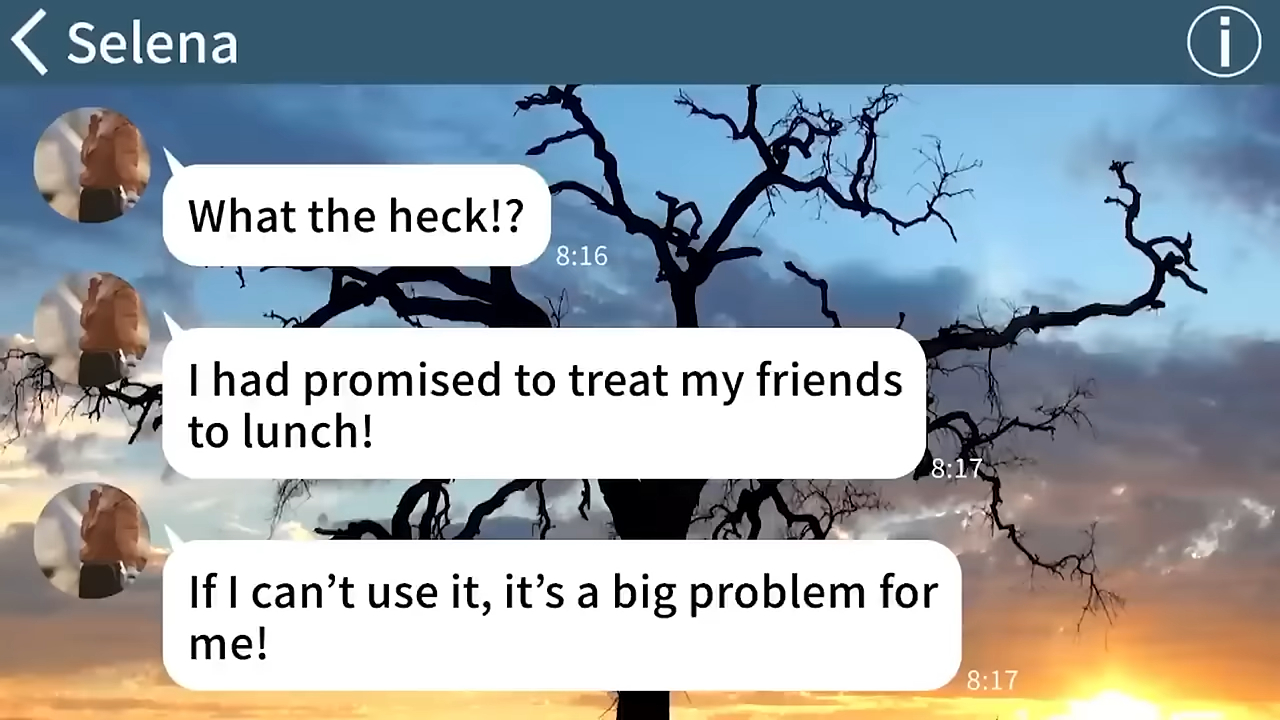 Selena
What the heck!?
8:16
I had promised to treat my friends
to lunch!
8:17
If I can’t use it, it’s a big problem for
me!
8:17